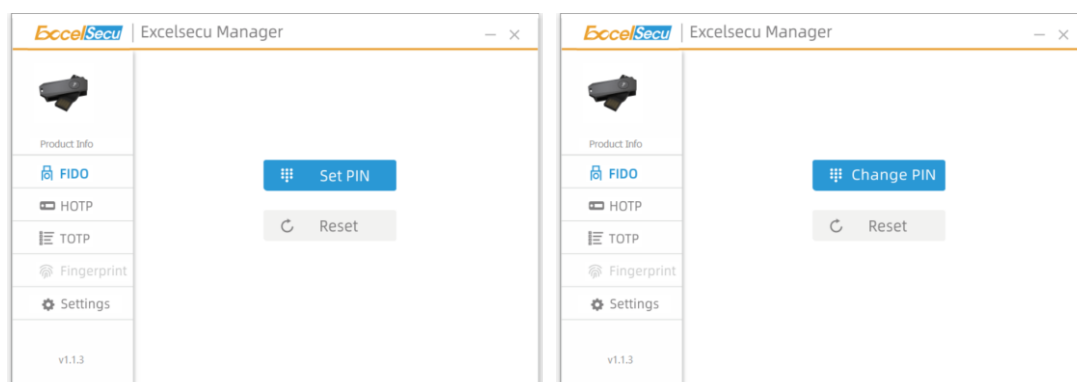 ExcelSecu | Excelsecu Manager
Product Info
FIDO
HOTP
TOTP
Fingerprint
Settings
v1.1.3
Set PIN
Reset
ExcelSecu | Excelsecu Manager
Product Info
FIDO
HOTP
TOTP
Fingerprint
Settings
v1.1.3
Change PIN
Reset